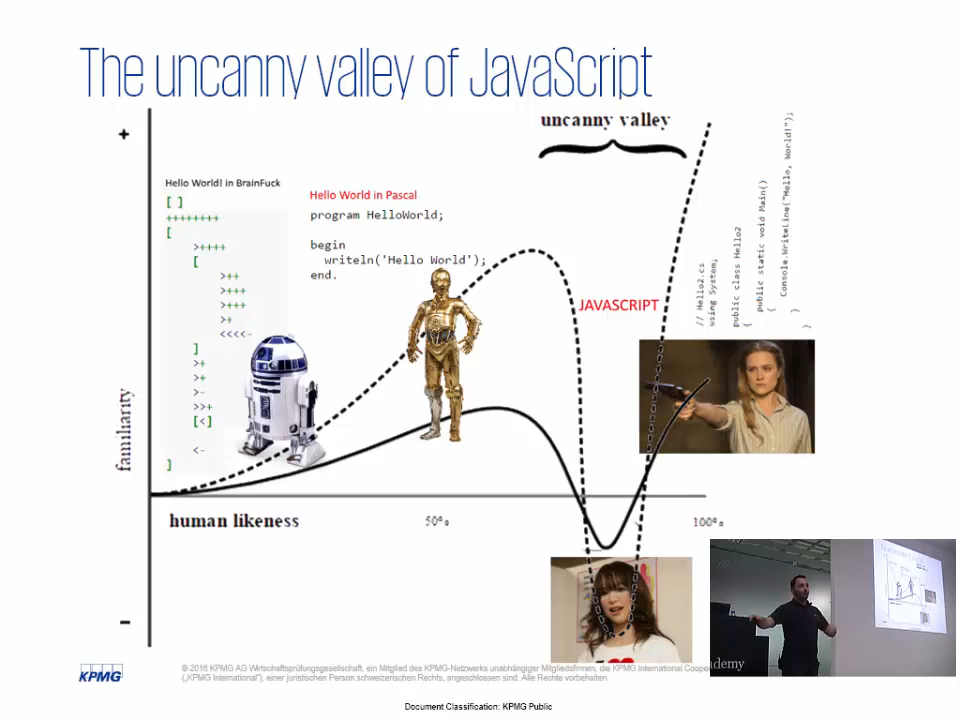 The uncanny valley of JavaScript
uncanny valley
+
Hello World! in BrainFuck
[ ]
++++++++
[
>++++
[
>++
>+++
>+++
>+
<<<<-
]
>+
>+
>-
>>+
[<]
<-
]
Hello World in Pascal
program HelloWorld;
begin
writeln('Hello World');
end.
JAVASCRIPT
// Hello2.cs
using System;
public class Hello2
{
public static void Main()
{
Console.WriteLine("Hello, World!");
}
}
familiarity
human likeness
50%
100%
-
KPMG
© 2016 KPMG AG Wirtschaftsprüfungsgesellschaft, ein Mitglied des KPMG-Netzwerks unabhängiger Mitgliedsfirmen, die KPMG International Cooper
(„KPMG International"), einer juristischen Person schweizerischen Rechts, angeschlossen sind. Alle Rechte vorbehalten
ademy
Document Classification: KPMG Public